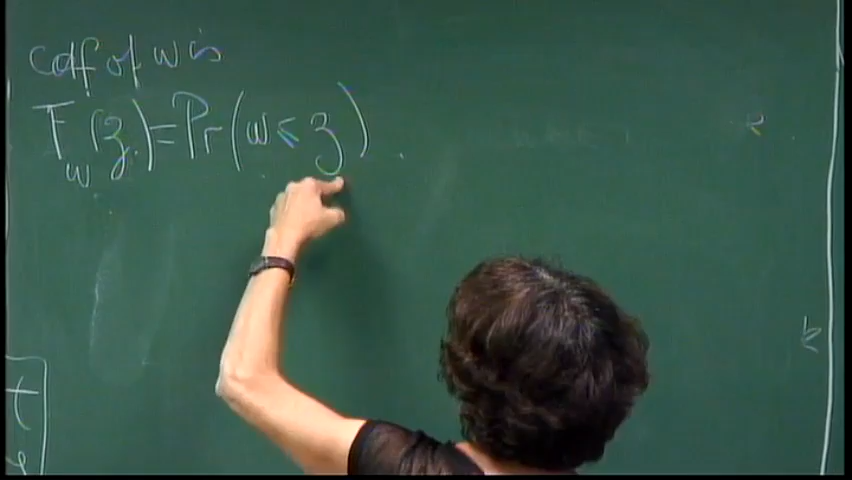 cdf of w is
F_w(z) = Pr(w ≤ z).
t